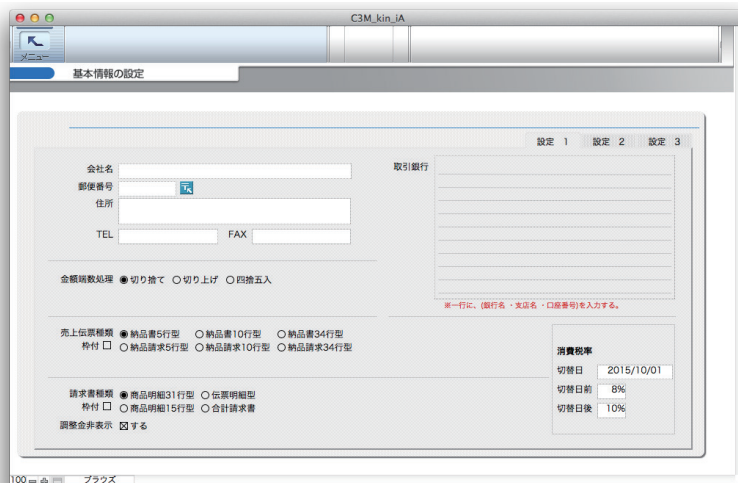 C3M_kin_iA
メニュー
基本情報の設定
設定 1 設定 2 設定 3
会社名
取引銀行
郵便番号
住所
TEL FAX
金額端数処理 切り捨て 切り上げ 四捨五入
※一行に、(銀行名 ・支店名 ・口座番号)を入力する。
売上伝票種類 納品書5行型 納品書10行型 納品書34行型
枠付 納品請求5行型 納品請求10行型 納品請求34行型
消費税率
切替日 2015/10/01
切替日前 8%
切替日後 10%
請求書種類 商品明細31行型 伝票明細型
枠付 商品明細15行型 合計請求書
調整金非表示 する
100 ブラウズ